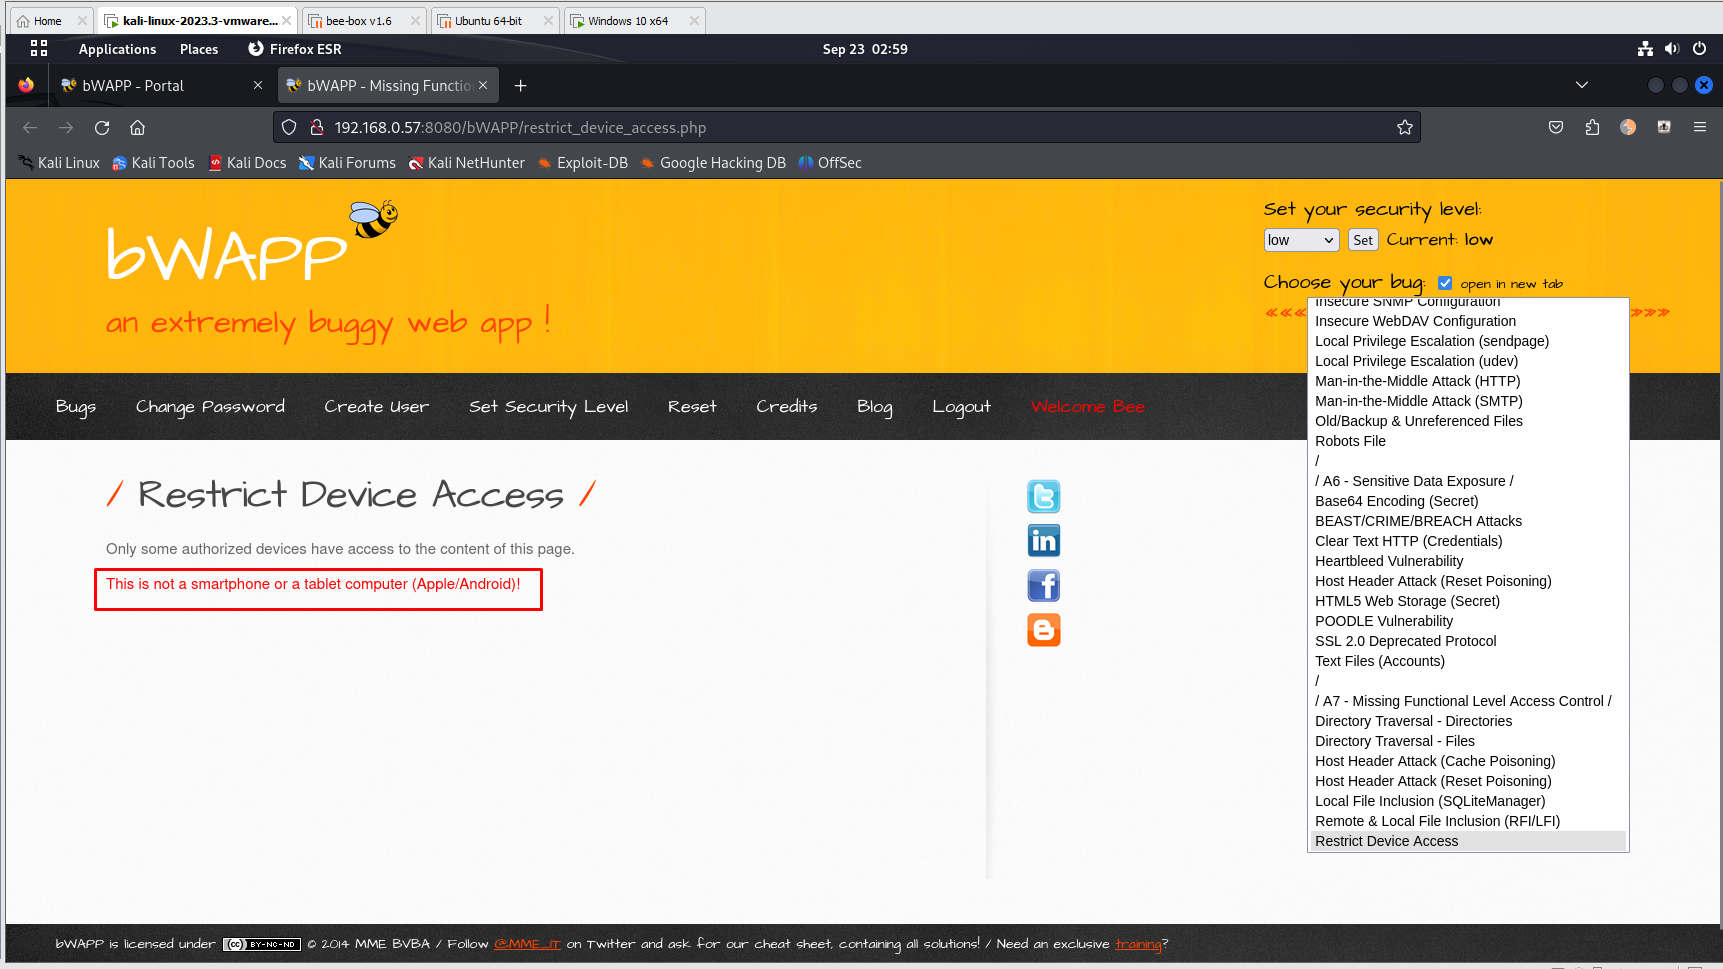 Home
kali-linux-2023.3-vmware...
bee-box v1.6
Ubuntu 64-bit
Windows 10 x64
Applications
Places
Firefox ESR
Sep 23 02:59
bWAPP - Portal
bWAPP - Missing Functio
192.168.0.57:8080/bWAPP/restrict_device_access.php
Kali Linux
Kali Tools
Kali Docs
Kali Forums
Kali NetHunter
Exploit-DB
Google Hacking DB
OffSec
bWAPP
an extremely buggy web app !
Set your security level:
low
Set
Current: low
Choose your bug:
open in new tab
Insecure SNMP Configuration
Insecure WebDAV Configuration
Local Privilege Escalation (sendpage)
Local Privilege Escalation (udev)
Man-in-the-Middle Attack (HTTP)
Man-in-the-Middle Attack (SMTP)
Old/Backup & Unreferenced Files
Robots File
/
/ A6 - Sensitive Data Exposure /
Base64 Encoding (Secret)
BEAST/CRIME/BREACH Attacks
Clear Text HTTP (Credentials)
Heartbleed Vulnerability
Host Header Attack (Reset Poisoning)
HTML5 Web Storage (Secret)
POODLE Vulnerability
SSL 2.0 Deprecated Protocol
Text Files (Accounts)
/
/ A7 - Missing Functional Level Access Control /
Directory Traversal - Directories
Directory Traversal - Files
Host Header Attack (Cache Poisoning)
Host Header Attack (Reset Poisoning)
Local File Inclusion (SQLiteManager)
Remote & Local File Inclusion (RFI/LFI)
Restrict Device Access
Bugs
Change Password
Create User
Set Security Level
Reset
Credits
Blog
Logout
Welcome Bee
/ Restrict Device Access /
Only some authorized devices have access to the content of this page.
This is not a smartphone or a tablet computer (Apple/Android)!
bWAPP is licensed under (cc) BY-NC-ND © 2014 MME BVBA / Follow @MME_IT on Twitter and ask for our cheat sheet, containing all solutions! / Need an exclusive training?